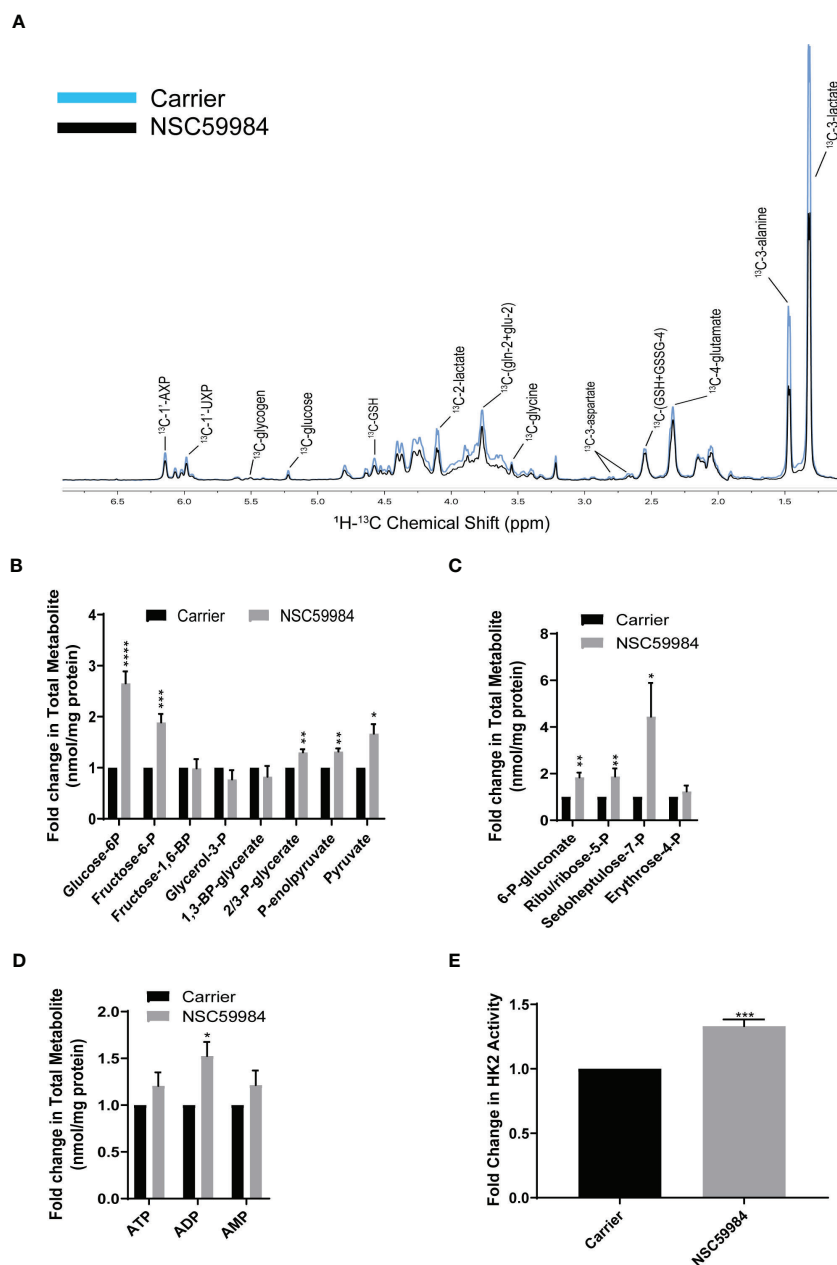 A
Carrier
NSC59984
¹³C-3-lactate
¹³C-3-alanine
¹³C-(gln-2+glu-2)
¹³C-2-lactate
¹³C-4-glutamate
¹³C-(GSH+GSSG-4)
¹³C-1'-AXP
¹³C-1'-UXP
¹³C-glycogen
¹³C-glucose
¹³C-GSH
¹³C-glycine
¹³C-3-aspartate
6.5 6.0 5.5 5.0 4.5 4.0 3.5 3.0 2.5 2.0 1.5
¹H-¹³C Chemical Shift (ppm)
B
Carrier NSC59984
Fold change in Total Metabolite
(nmol/mg protein)
4
3
2
1
0
****
***
**
**
*
Glucose-6P
Fructose-6-P
Fructose-1,6-BP
Glycerol-3-P
1,3-BP-glycerate
2/3-P-glycerate
P-enolpyruvate
Pyruvate
C
Carrier
NSC59984
Fold change in Total Metabolite
(nmol/mg protein)
8
6
4
2
0
**
***
*
6-P-gluconate
Ribu/ribose-5-P
Sedoheptulose-7-P
Erythrose-4-P
D
Carrier
NSC59984
Fold change in Total Metabolite
(nmol/mg protein)
2.0
1.5
1.0
0.5
0.0
*
ATP
ADP
AMP
E
Fold Change in HK2 Activity
1.5
1.0
0.5
0.0
***
Carrier
NSC59984